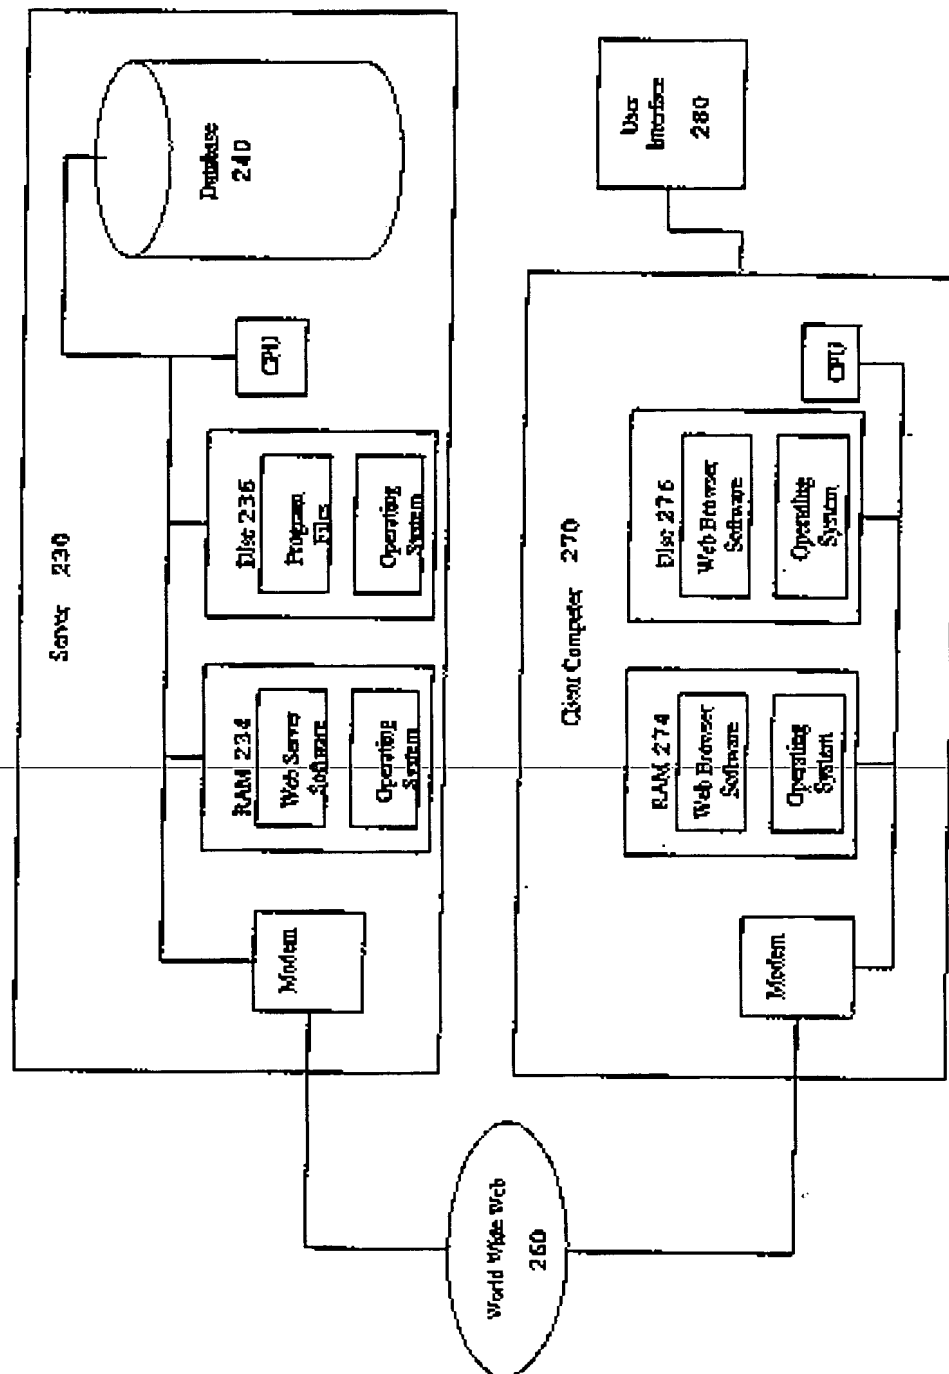 Server 230
Database
240
CPU
Disc 236
Program
Files
Operating
System
RAM 234
Web Server
Software
Operating
System
Modem
World Wide Web
260
User
Interface
280
Client Computer 270
CPU
Disc 276
Web Browser
Software
Operating
System
RAM 274
Web Browser
Software
Operating
System
Modem